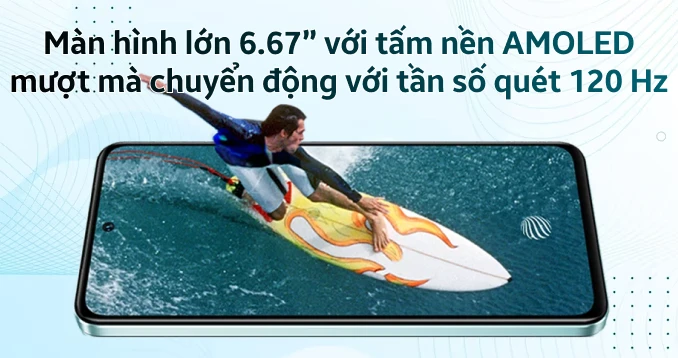 Màn hình lớn 6.67” với tấm nền AMOLED
mượt mà chuyển động với tần số quét 120 Hz